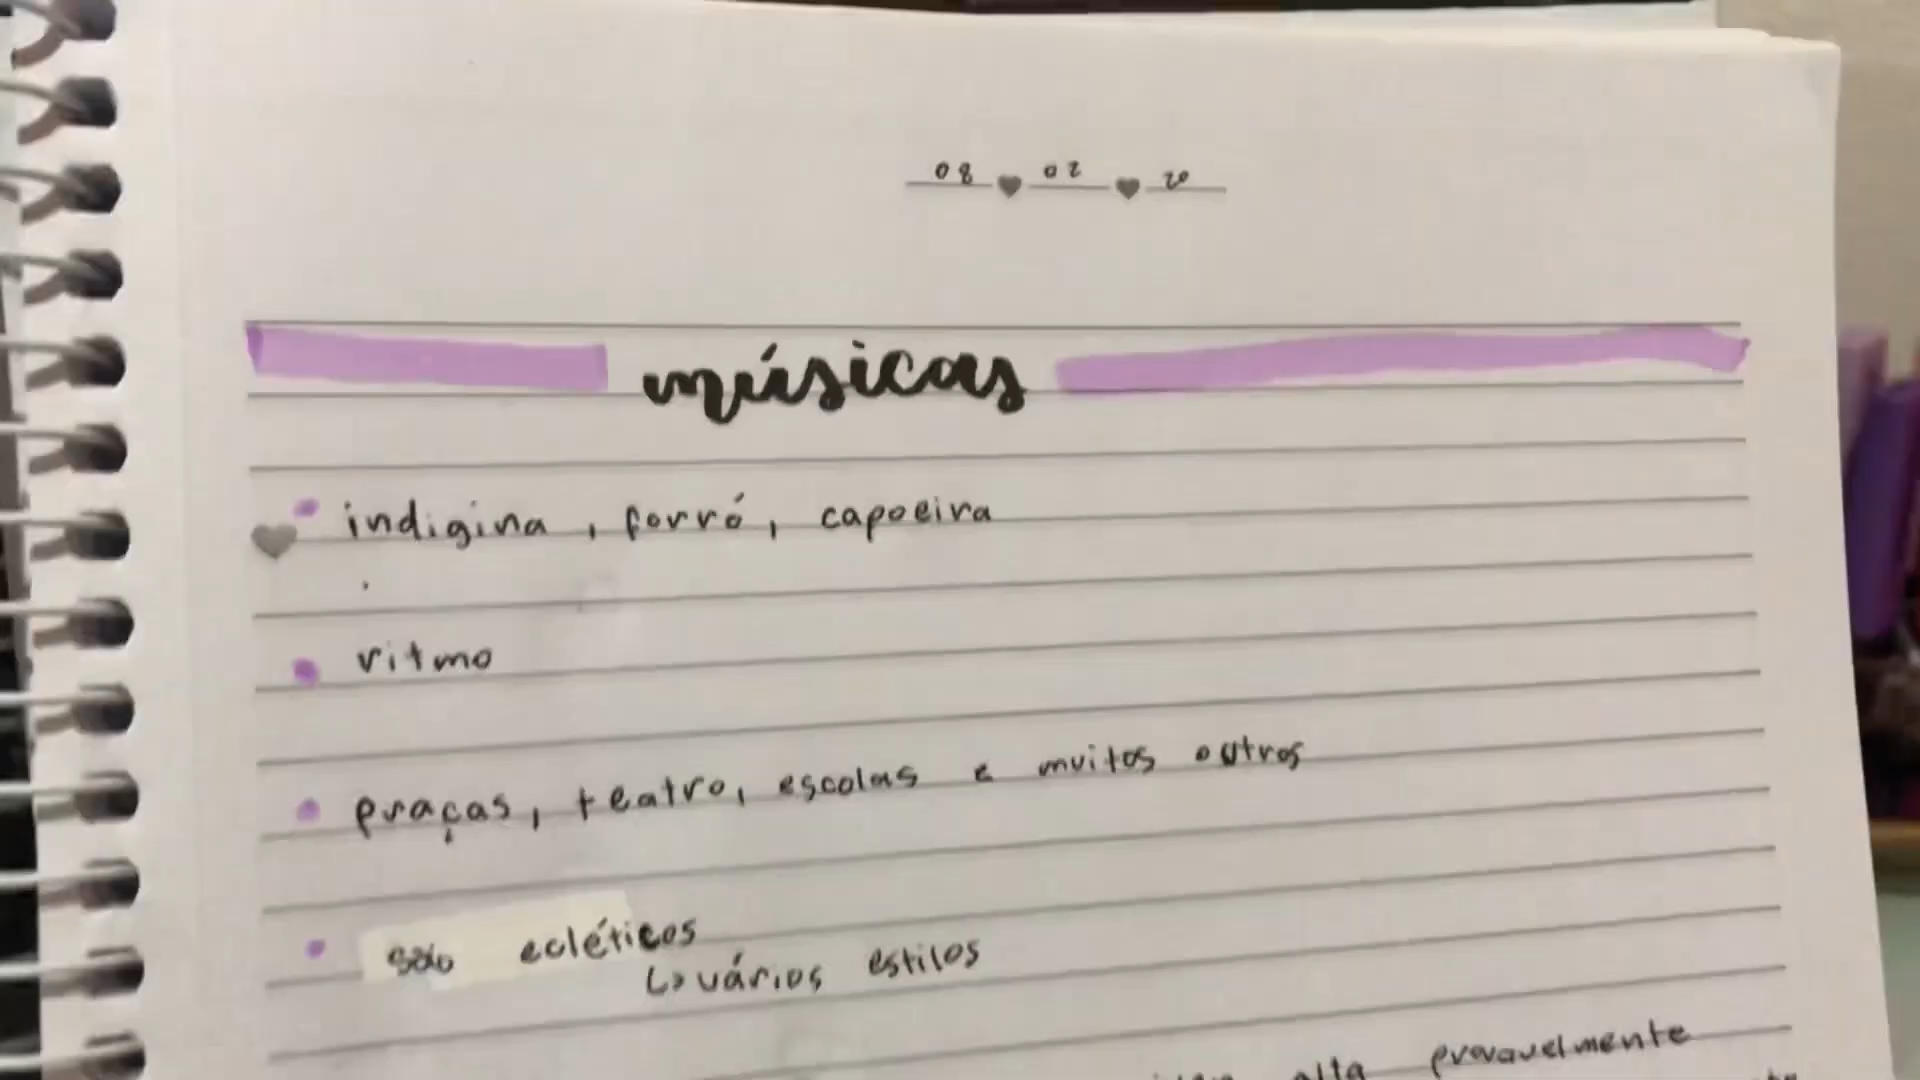 08 02 20
músicas
indigina, forró, capoeira
ritmo
praças, teatro, escolas e muitos outros
são ecléticos
↳ vários estilos
alta provavelmente